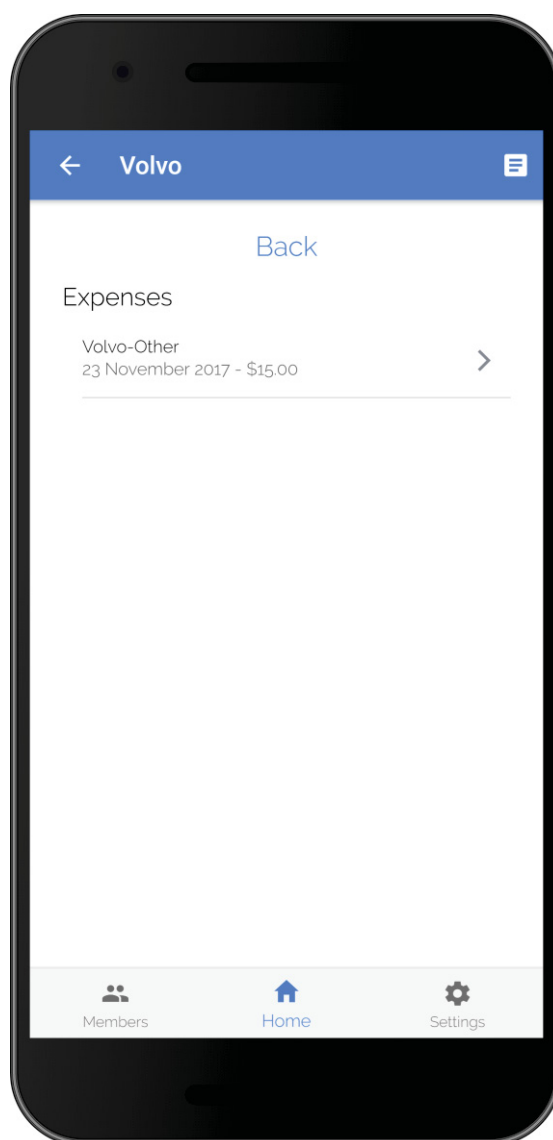 Volvo
Back
Expenses
Volvo-Other
23 November 2017 - $15.00
Members
Home
Settings